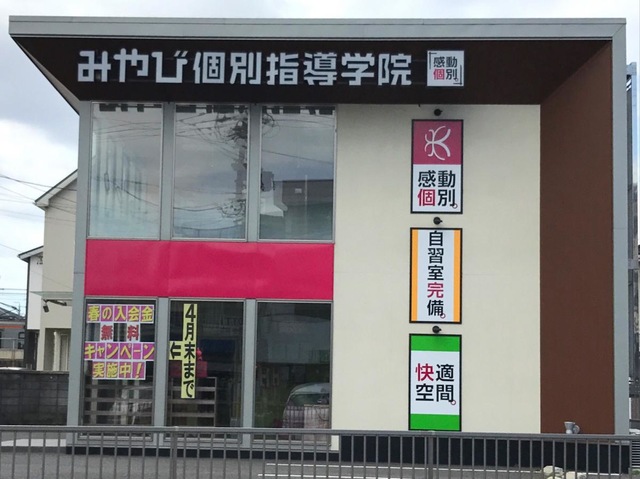 みやび個別指導学院
「感動
個別。」
感動
個別。
自習室完備。
快適
空間。
春の入会金
無料
キャンペーン
実施中!
4月末まで